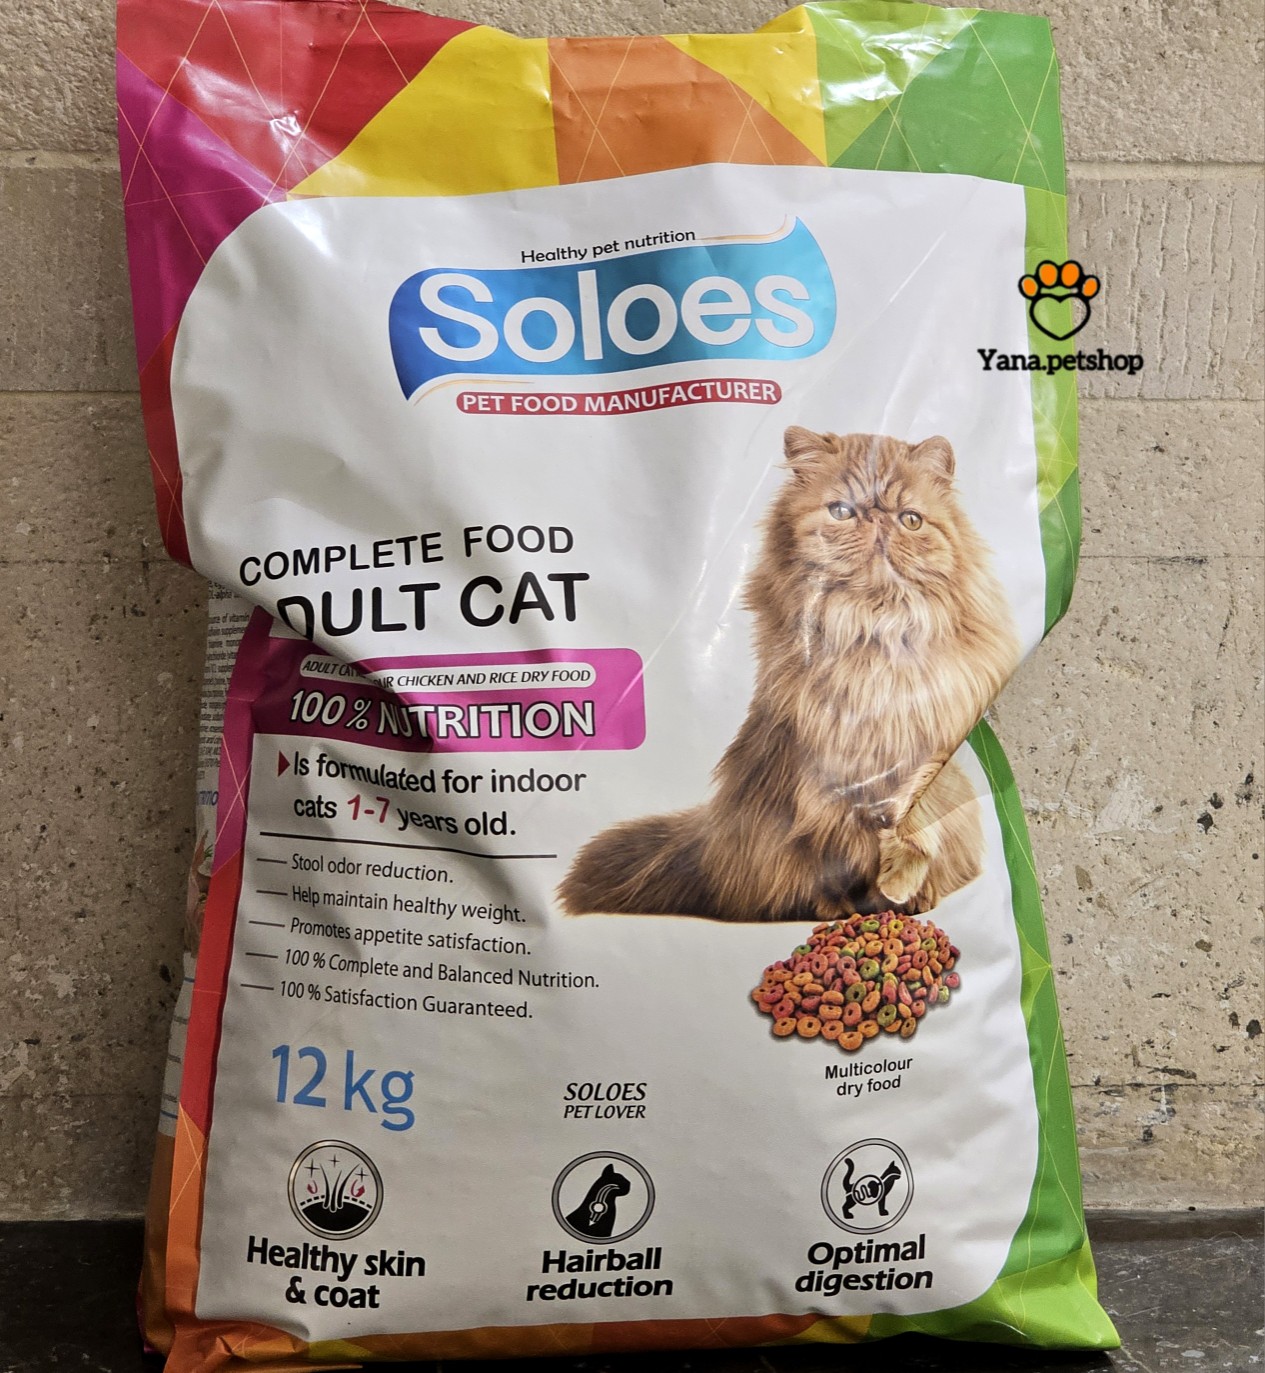 Healthy pet nutrition
Soloes
PET FOOD MANUFACTURER
Yana.petshop
COMPLETE FOOD
DULT CAT
ADULT CAT CHICKEN AND RICE DRY FOOD
100% NUTRITION
Is formulated for indoor
cats 1-7 years old.
Stool odor reduction.
Help maintain healthy weight.
Promotes appetite satisfaction.
100 % Complete and Balanced Nutrition.
100 % Satisfaction Guaranteed.
12 kg
SOLOES
PET LOVER
Multicolour
dry food
Healthy skin
& coat
Hairball
reduction
Optimal
digestion